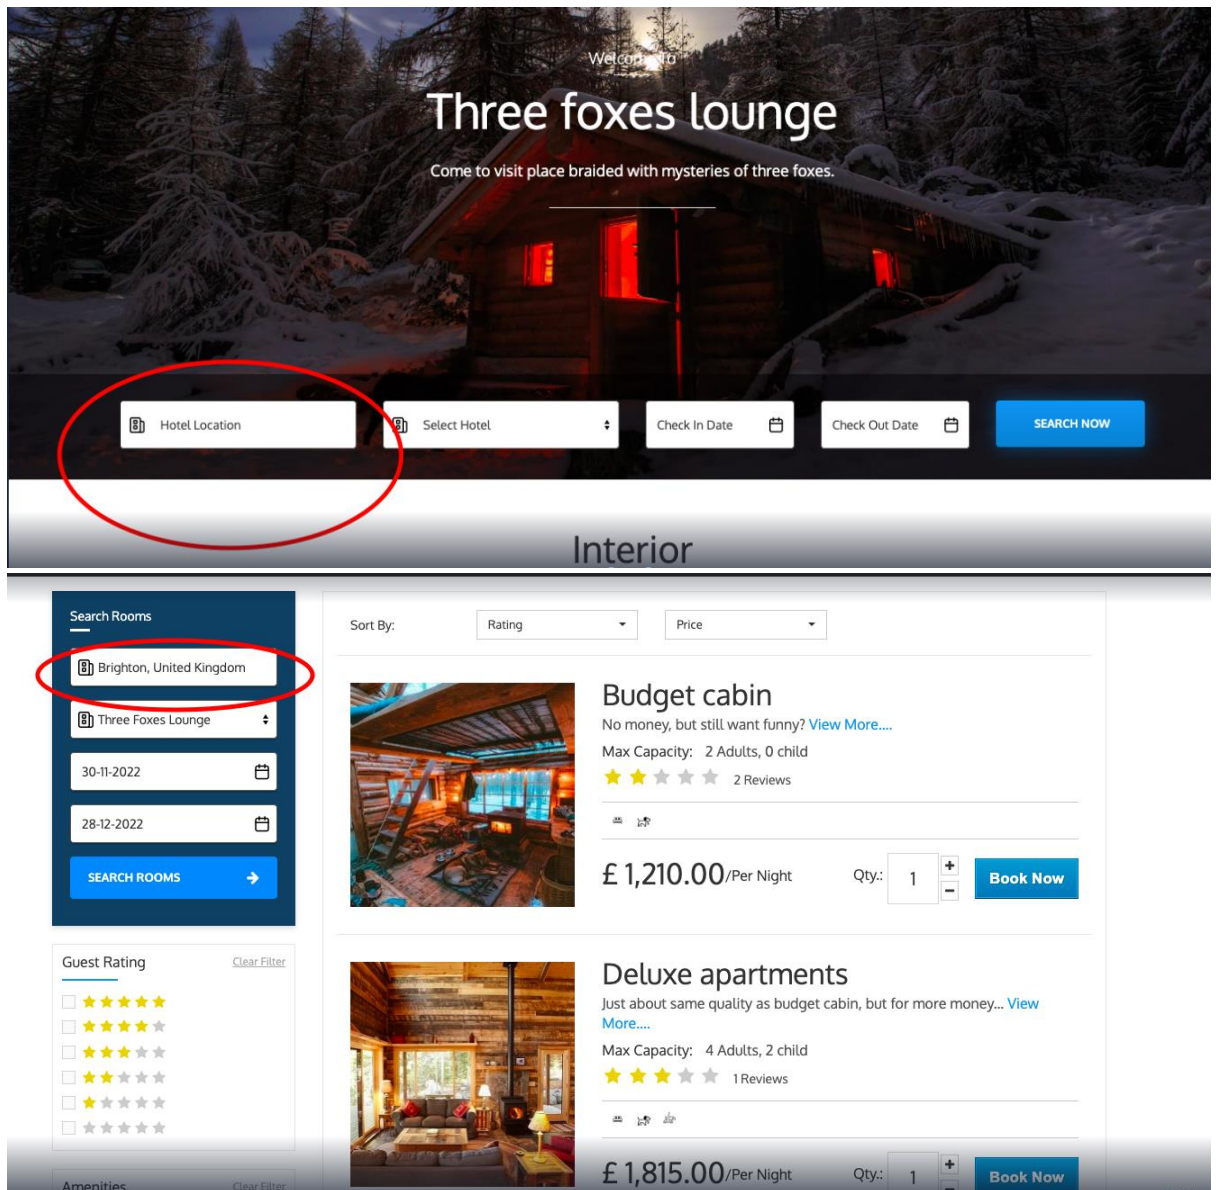 Welcome To
Three foxes lounge
Come to visit place braided with mysteries of three foxes.
Hotel Location
Select Hotel
Check In Date
Check Out Date
SEARCH NOW
Interior
Search Rooms
Brighton, United Kingdom
Three Foxes Lounge
30-11-2022
28-12-2022
SEARCH ROOMS
Guest Rating Clear Filter
Amenities Clear Filter
Sort By: Rating Price
Budget cabin
No money, but still want funny? View More....
Max Capacity: 2 Adults, 0 child
2 Reviews
£ 1,210.00/Per Night Qty.: 1 + − Book Now
Deluxe apartments
Just about same quality as budget cabin, but for more money... View
More....
Max Capacity: 4 Adults, 2 child
1 Reviews
£ 1,815.00/Per Night Qty.: 1 + − Book Now